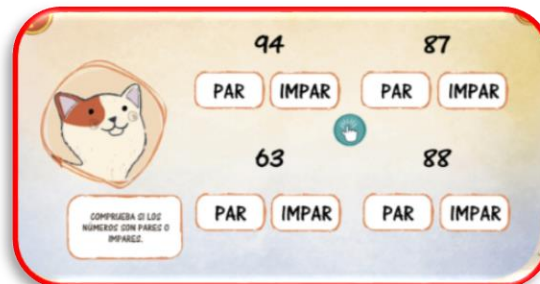 94 87
PAR IMPAR PAR IMPAR
63 88
PAR IMPAR PAR IMPAR
COMPRUEBA SI LOS
NÚMEROS SON PARES O
IMPARES.